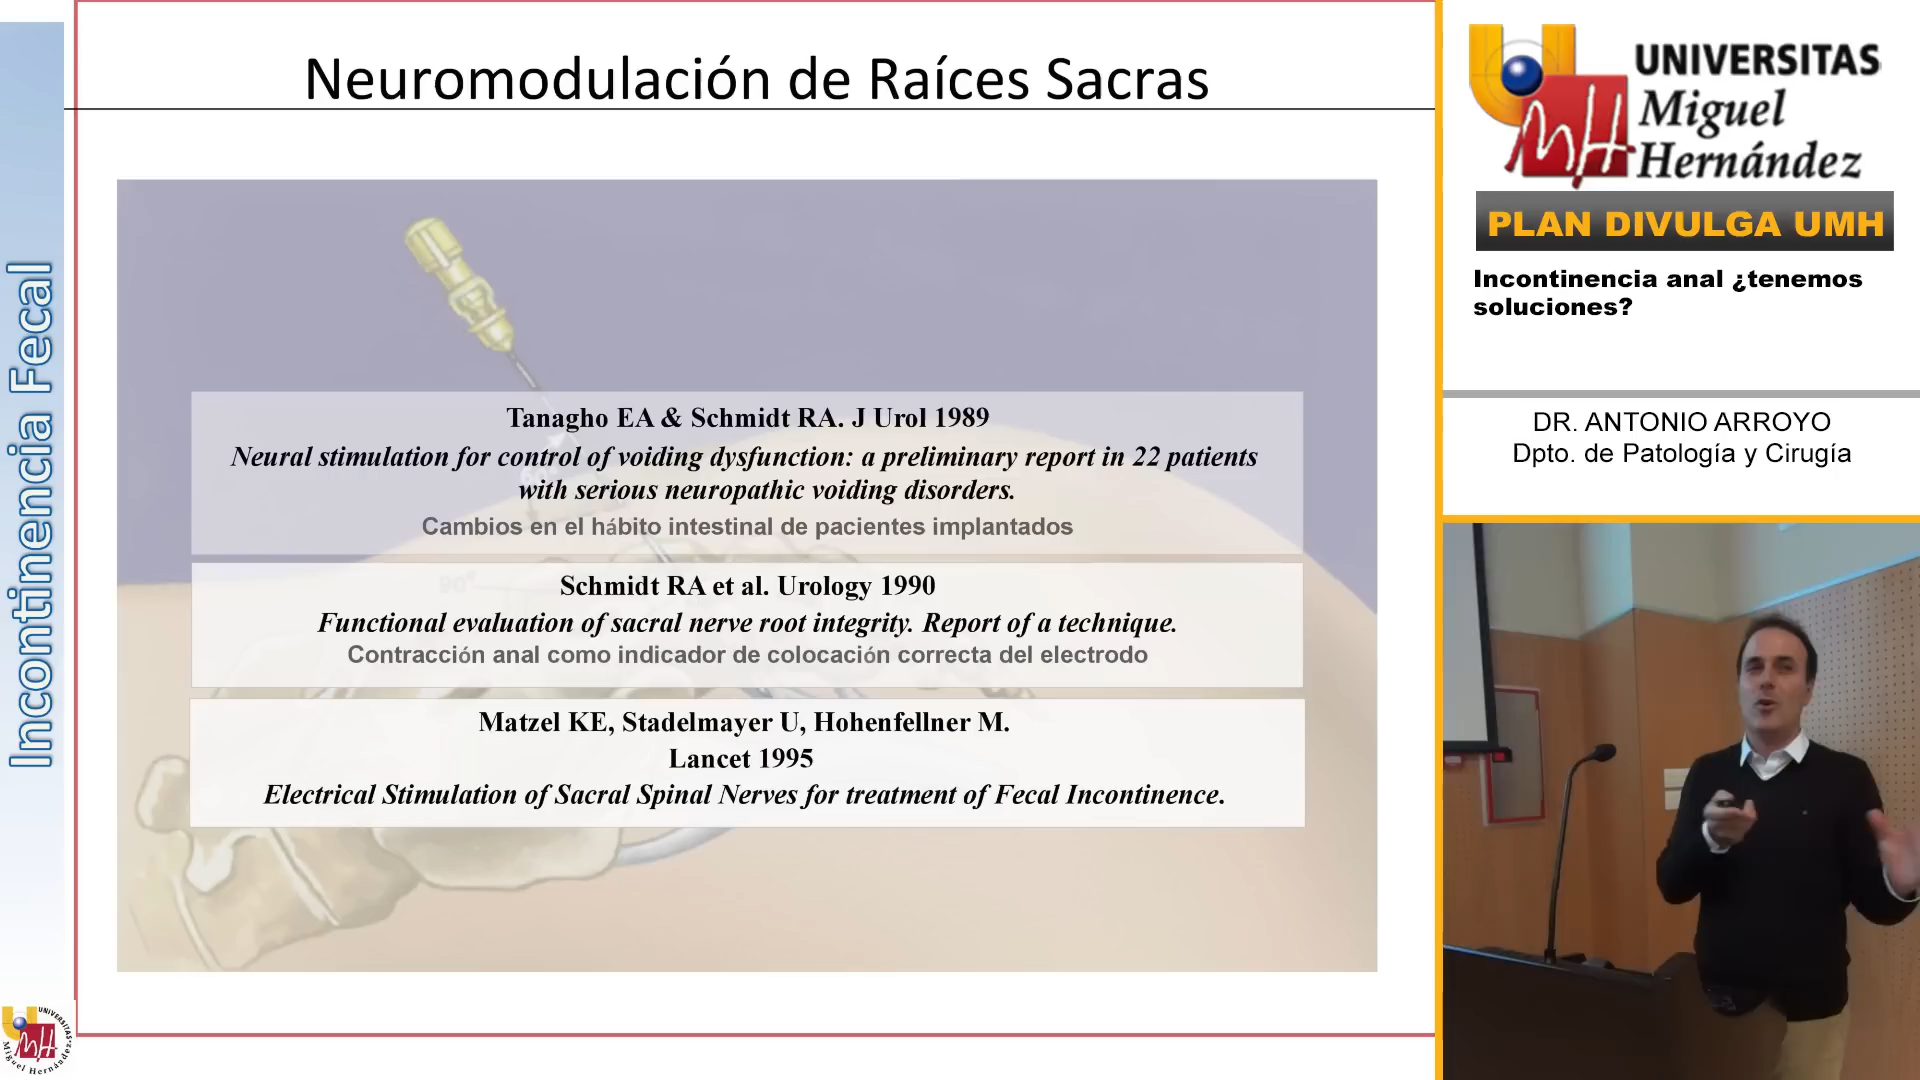 Neuromodulación de Raíces Sacras
Incontinencia Fecal
Tanagho EA & Schmidt RA. J Urol 1989
Neural stimulation for control of voiding dysfunction: a preliminary report in 22 patients
with serious neuropathic voiding disorders.
Cambios en el hábito intestinal de pacientes implantados
90°
Schmidt RA et al. Urology 1990
Functional evaluation of sacral nerve root integrity. Report of a technique.
Contracción anal como indicador de colocación correcta del electrodo
Matzel KE, Stadelmayer U, Hohenfellner M.
Lancet 1995
Electrical Stimulation of Sacral Spinal Nerves for treatment of Fecal Incontinence.
UNIVERSITAS
Miguel
Hernández
UMH
PLAN DIVULGA UMH
Incontinencia anal ¿tenemos
soluciones?
DR. ANTONIO ARROYO
Dpto. de Patología y Cirugía
UNIVERSITAS
Miguel Hernández